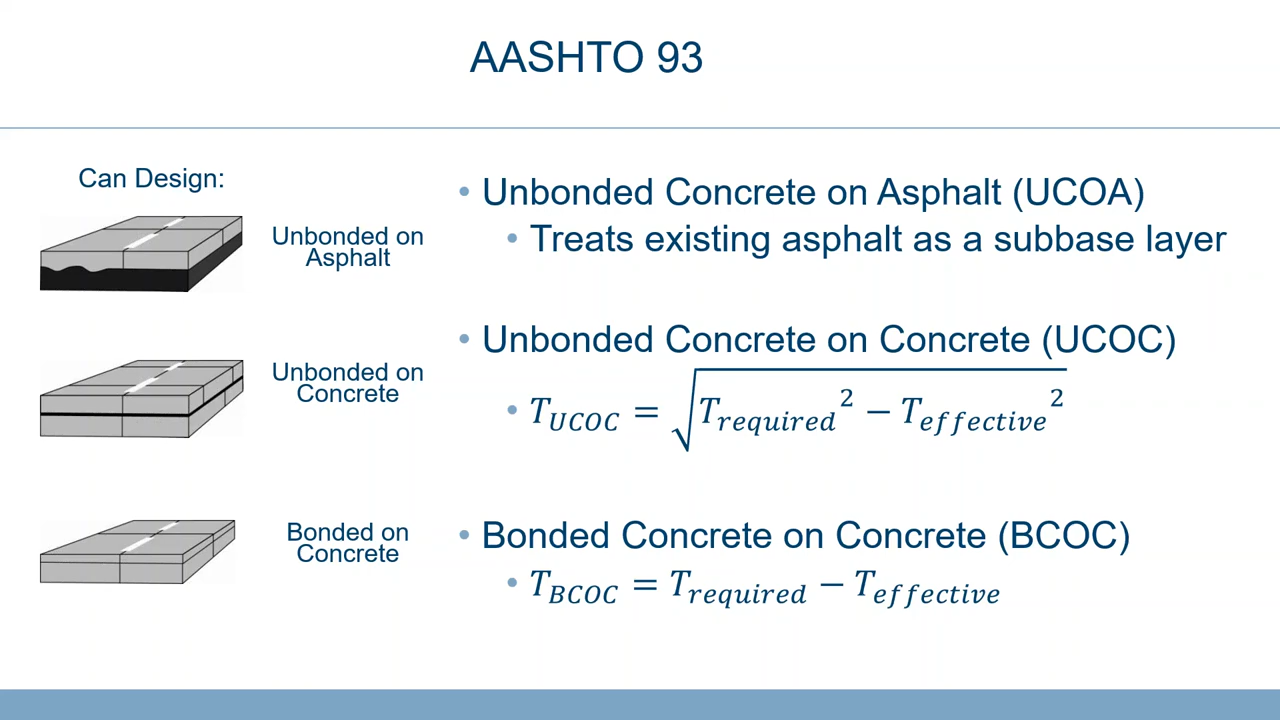 AASHTO 93
Can Design:
Unbonded on
Asphalt
Unbonded on
Concrete
Bonded on
Concrete
• Unbonded Concrete on Asphalt (UCOA)
• Treats existing asphalt as a subbase layer
• Unbonded Concrete on Concrete (UCOC)
• T_UCOC = √(T_required² − T_effective²)
• Bonded Concrete on Concrete (BCOC)
• T_BCOC = T_required − T_effective